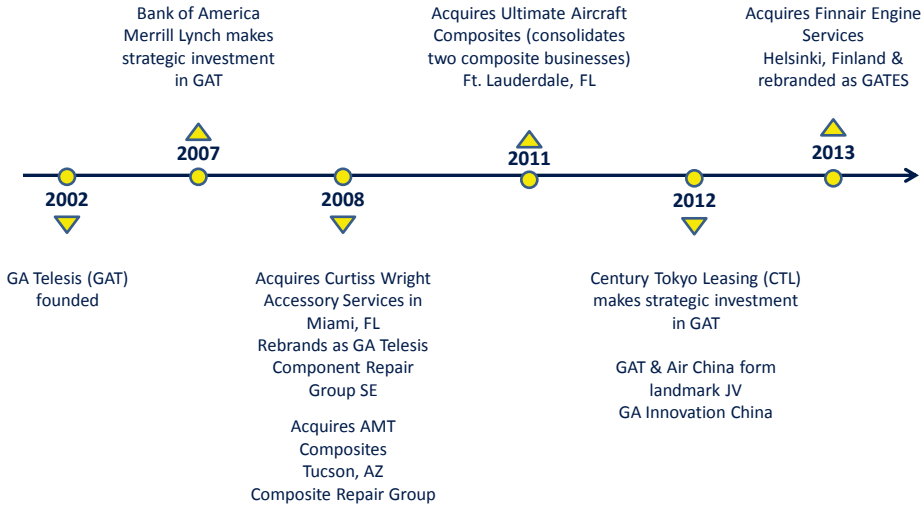 Bank of America
Merrill Lynch makes
strategic investment
in GAT
Acquires Ultimate Aircraft
Composites (consolidates
two composite businesses)
Ft. Lauderdale, FL
Acquires Finnair Engine
Services
Helsinki, Finland &
rebranded as GATES
2007
2011
2013
2002
2008
2012
GA Telesis (GAT)
founded
Acquires Curtiss Wright
Accessory Services in
Miami, FL
Rebrands as GA Telesis
Component Repair
Group SE
Acquires AMT
Composites
Tucson, AZ
Composite Repair Group
Century Tokyo Leasing (CTL)
makes strategic investment
in GAT
GAT & Air China form
landmark JV
GA Innovation China